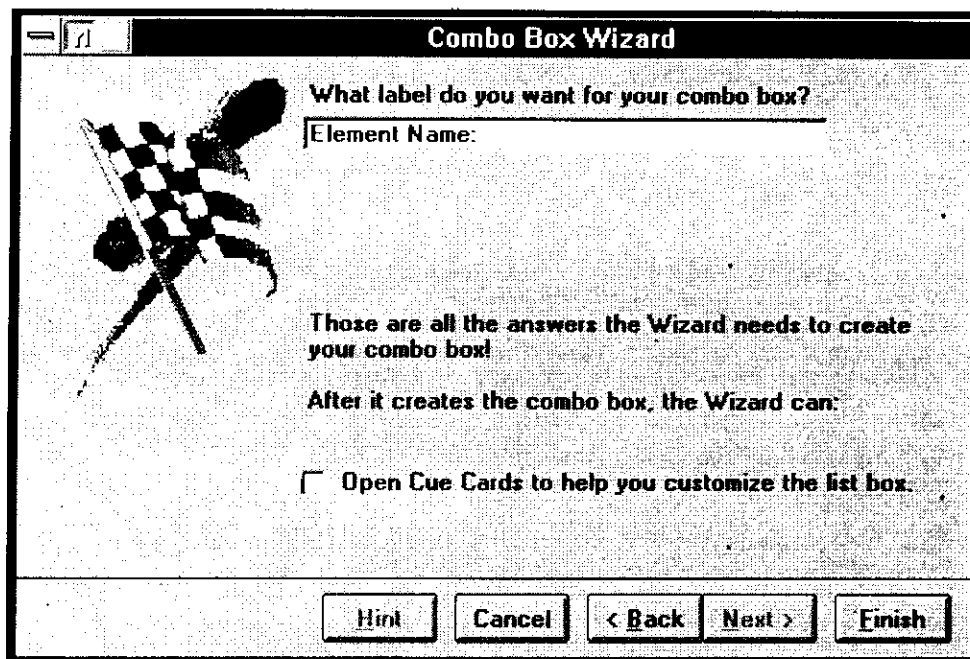 Combo Box Wizard
What label do you want for your combo box?
Element Name:
Those are all the answers the Wizard needs to create
your combo box!
After it creates the combo box, the Wizard can:
Open Cue Cards to help you customize the list box.
Hint
Cancel
< Back
Next >
Finish